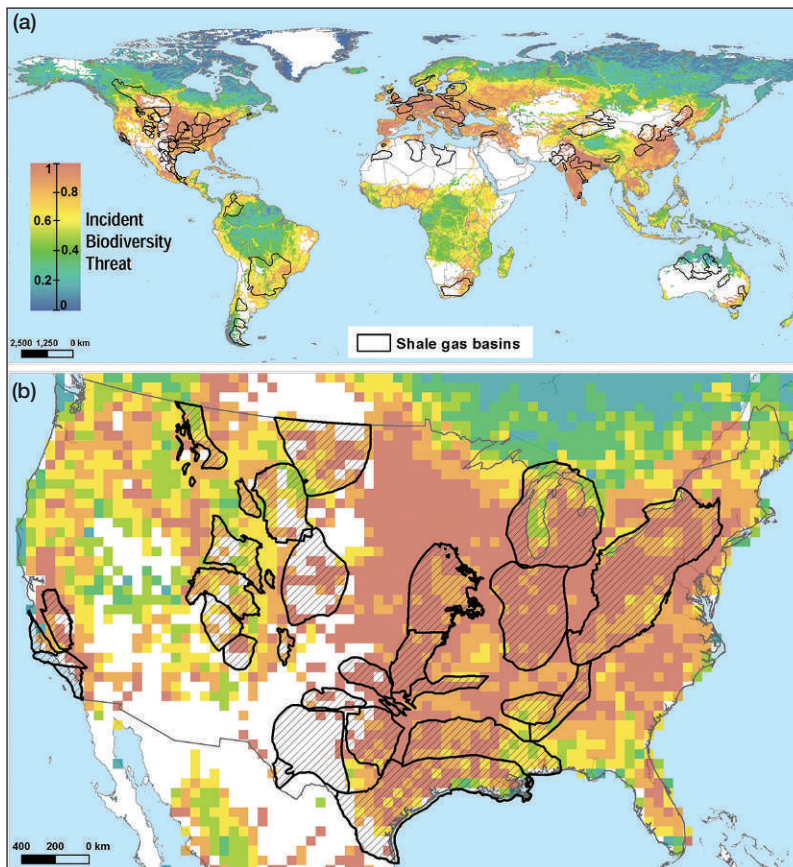 (a)
1
0.8
0.6
0.4
0.2
0
Incident
Biodiversity
Threat
2,500 1,250 0 km
Shale gas basins
(b)
400 200 0 km